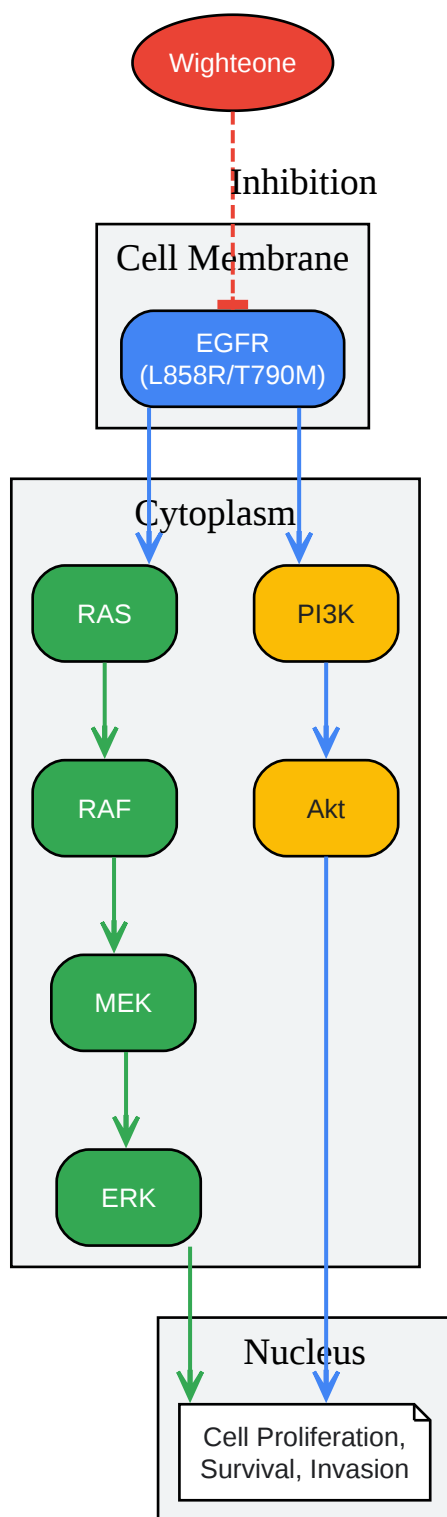 Wighteone
Inhibition
Cell Membrane
EGFR
(L858R/T790M)
Cytoplasm
RAS
PI3K
RAF
Akt
MEK
ERK
Nucleus
Cell Proliferation,
Survival, Invasion